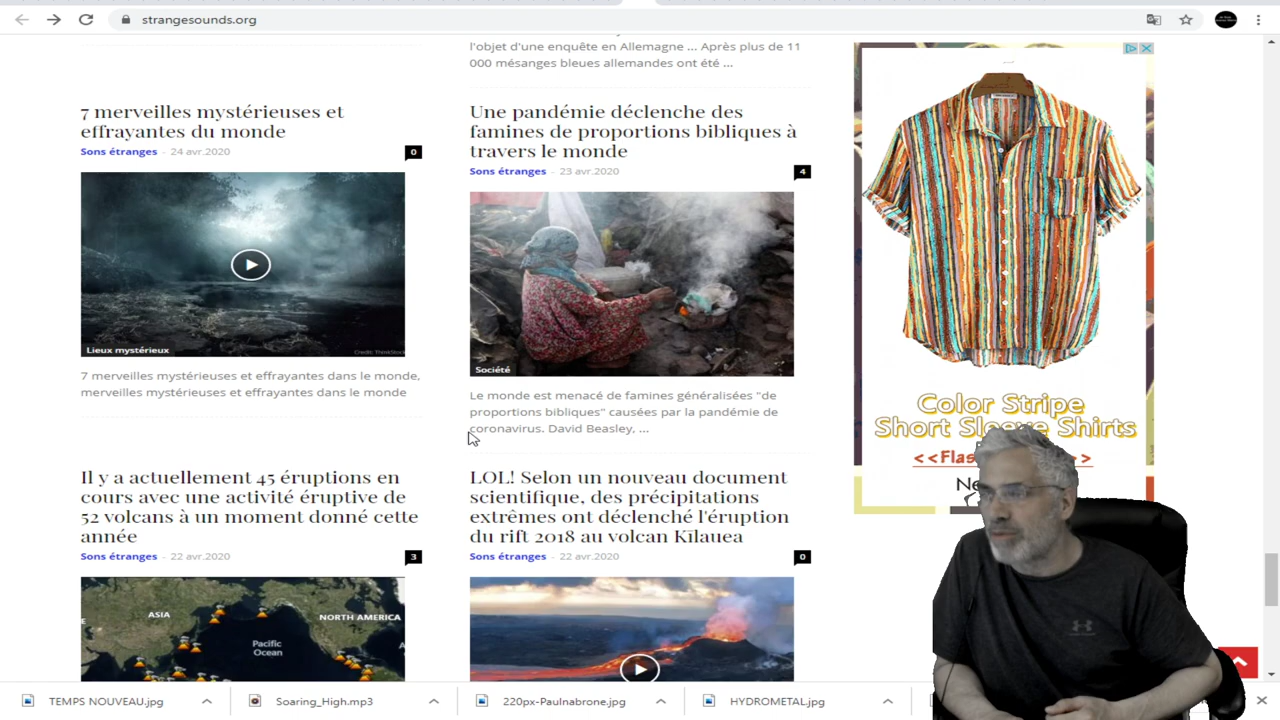 strangesounds.org
l'objet d'une enquête en Allemagne ... Après plus de 11
000 mésanges bleues allemandes ont été ...
7 merveilles mystérieuses et
effrayantes du monde
Sons étranges - 24 avr.2020
0
Lieux mystérieux
Credit: ThinkStock
7 merveilles mystérieuses et effrayantes dans le monde,
merveilles mystérieuses et effrayantes dans le monde
Une pandémie déclenche des
famines de proportions bibliques à
travers le monde
Sons étranges - 23 avr.2020
4
Société
Le monde est menacé de famines généralisées "de
proportions bibliques" causées par la pandémie de
coronavirus. David Beasley, ...
Il y a actuellement 45 éruptions en
cours avec une activité éruptive de
52 volcans à un moment donné cette
année
Sons étranges - 22 avr.2020
3
ASIA
NORTH AMERICA
Pacific
Ocean
LOL! Selon un nouveau document
scientifique, des précipitations
extrêmes ont déclenché l'éruption
du rift 2018 au volcan Kīlauea
Sons étranges - 22 avr.2020
0
Color Stripe
Short Sleeve Shirts
TEMPS NOUVEAU.jpg
Soaring_High.mp3
220px-Paulnabrone.jpg
HYDROMETAL.jpg